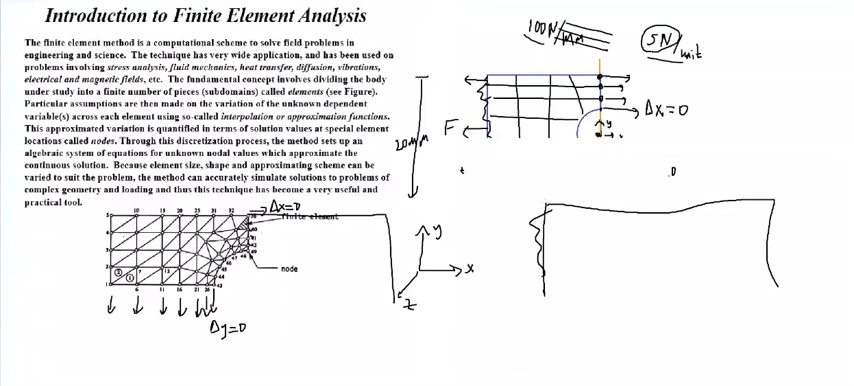 Introduction to Finite Element Analysis
The finite element method is a computational scheme to solve field problems in
engineering and science. The technique has very wide application, and has been used on
problems involving stress analysis, fluid mechanics, heat transfer, diffusion, vibrations,
electrical and magnetic fields, etc. The fundamental concept involves dividing the body
under study into a finite number of pieces (subdomains) called elements (see Figure).
Particular assumptions are then made on the variation of the unknown dependent
variable(s) across each element using so-called interpolation or approximation functions.
This approximated variation is quantified in terms of solution values at special element
locations called nodes. Through this discretization process, the method sets up an
algebraic system of equations for unknown nodal values which approximate the
continuous solution. Because element size, shape and approximating scheme can be
varied to suit the problem, the method can accurately simulate solutions to problems of
complex geometry and loading and thus this technique has become a very useful and
practical tool.
100N/mm
5N/unit
Δx=0
F
y
20mm
Δx=0
finite element
node
Δy=0
y
x
z